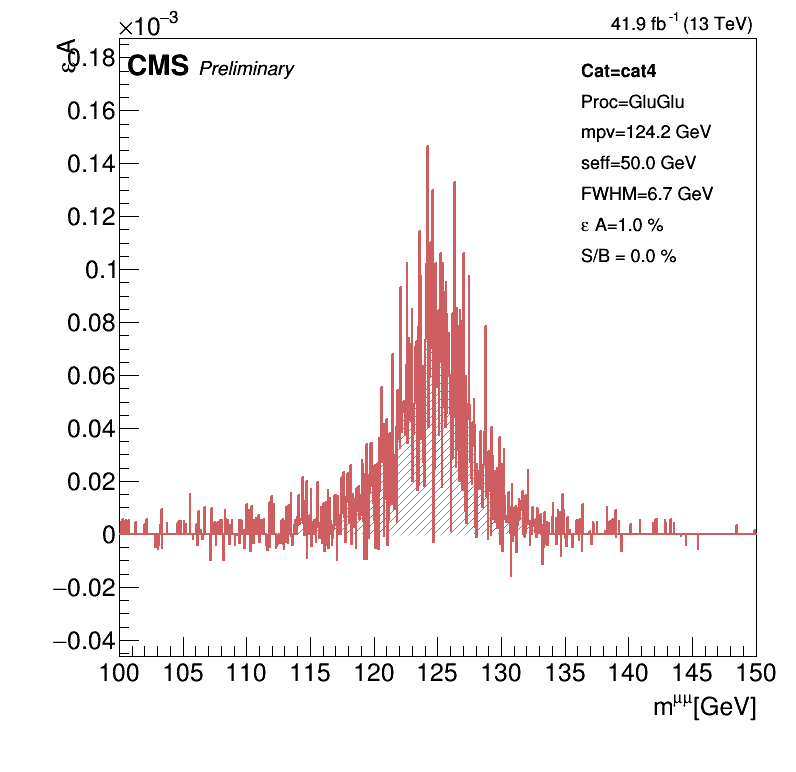 ×10⁻³
41.9 fb⁻¹ (13 TeV)
ε A
CMS Preliminary
Cat=cat4
Proc=GluGlu
mpv=124.2 GeV
seff=50.0 GeV
FWHM=6.7 GeV
ε A=1.0 %
S/B = 0.0 %
0.18
0.16
0.14
0.12
0.1
0.08
0.06
0.04
0.02
0
−0.02
−0.04
100 105 110 115 120 125 130 135 140 145 150
m^μμ[GeV]